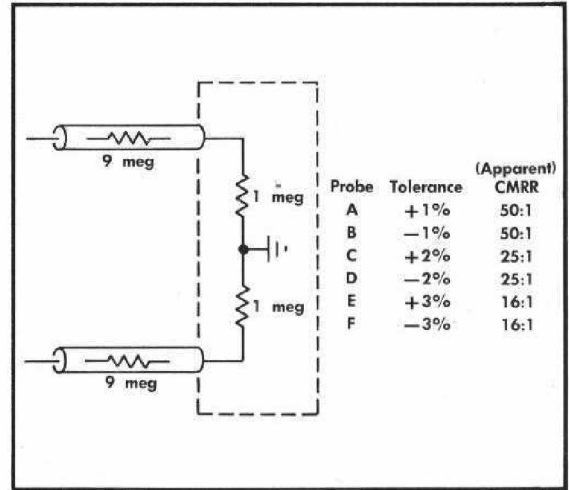 9 meg
1 meg
1 meg
9 meg
(Apparent)
Probe Tolerance CMRR
A +1% 50:1
B −1% 50:1
C +2% 25:1
D −2% 25:1
E +3% 16:1
F −3% 16:1